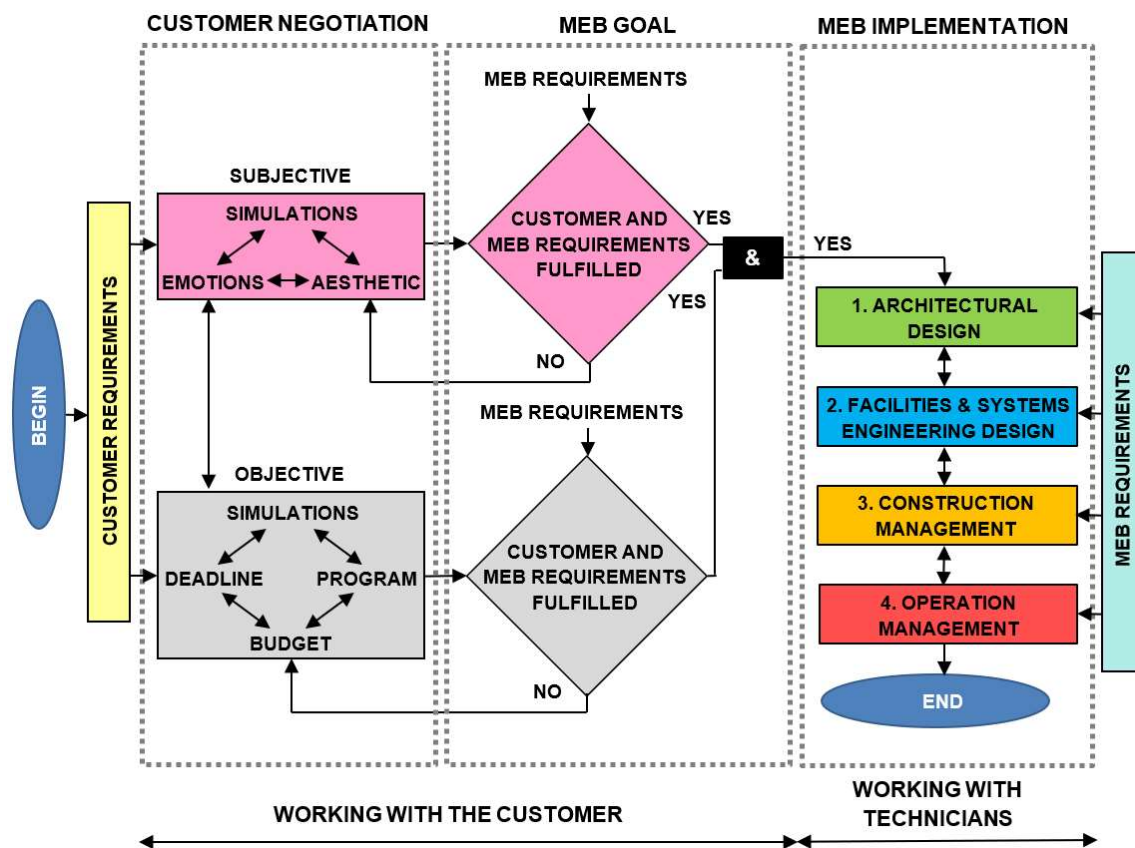 CUSTOMER NEGOTIATION
MEB GOAL
MEB IMPLEMENTATION
BEGIN
CUSTOMER REQUIREMENTS
SUBJECTIVE
SIMULATIONS
EMOTIONS
AESTHETIC
OBJECTIVE
SIMULATIONS
DEADLINE
PROGRAM
BUDGET
MEB REQUIREMENTS
CUSTOMER AND
MEB REQUIREMENTS
FULFILLED
YES
NO
MEB REQUIREMENTS
CUSTOMER AND
MEB REQUIREMENTS
FULFILLED
YES
NO
&
YES
1. ARCHITECTURAL
DESIGN
2. FACILITIES & SYSTEMS
ENGINEERING DESIGN
3. CONSTRUCTION
MANAGEMENT
4. OPERATION
MANAGEMENT
END
MEB REQUIREMENTS
WORKING WITH THE CUSTOMER
WORKING WITH
TECHNICIANS